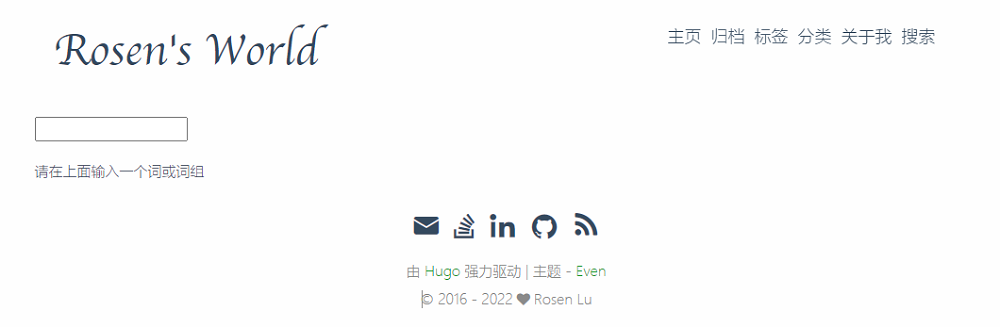 Rosen's World
主页 归档 标签 分类 关于我 搜索
请在上面输入一个词或词组
由 Hugo 强力驱动 | 主题 - Even
© 2016 - 2022 Rosen Lu